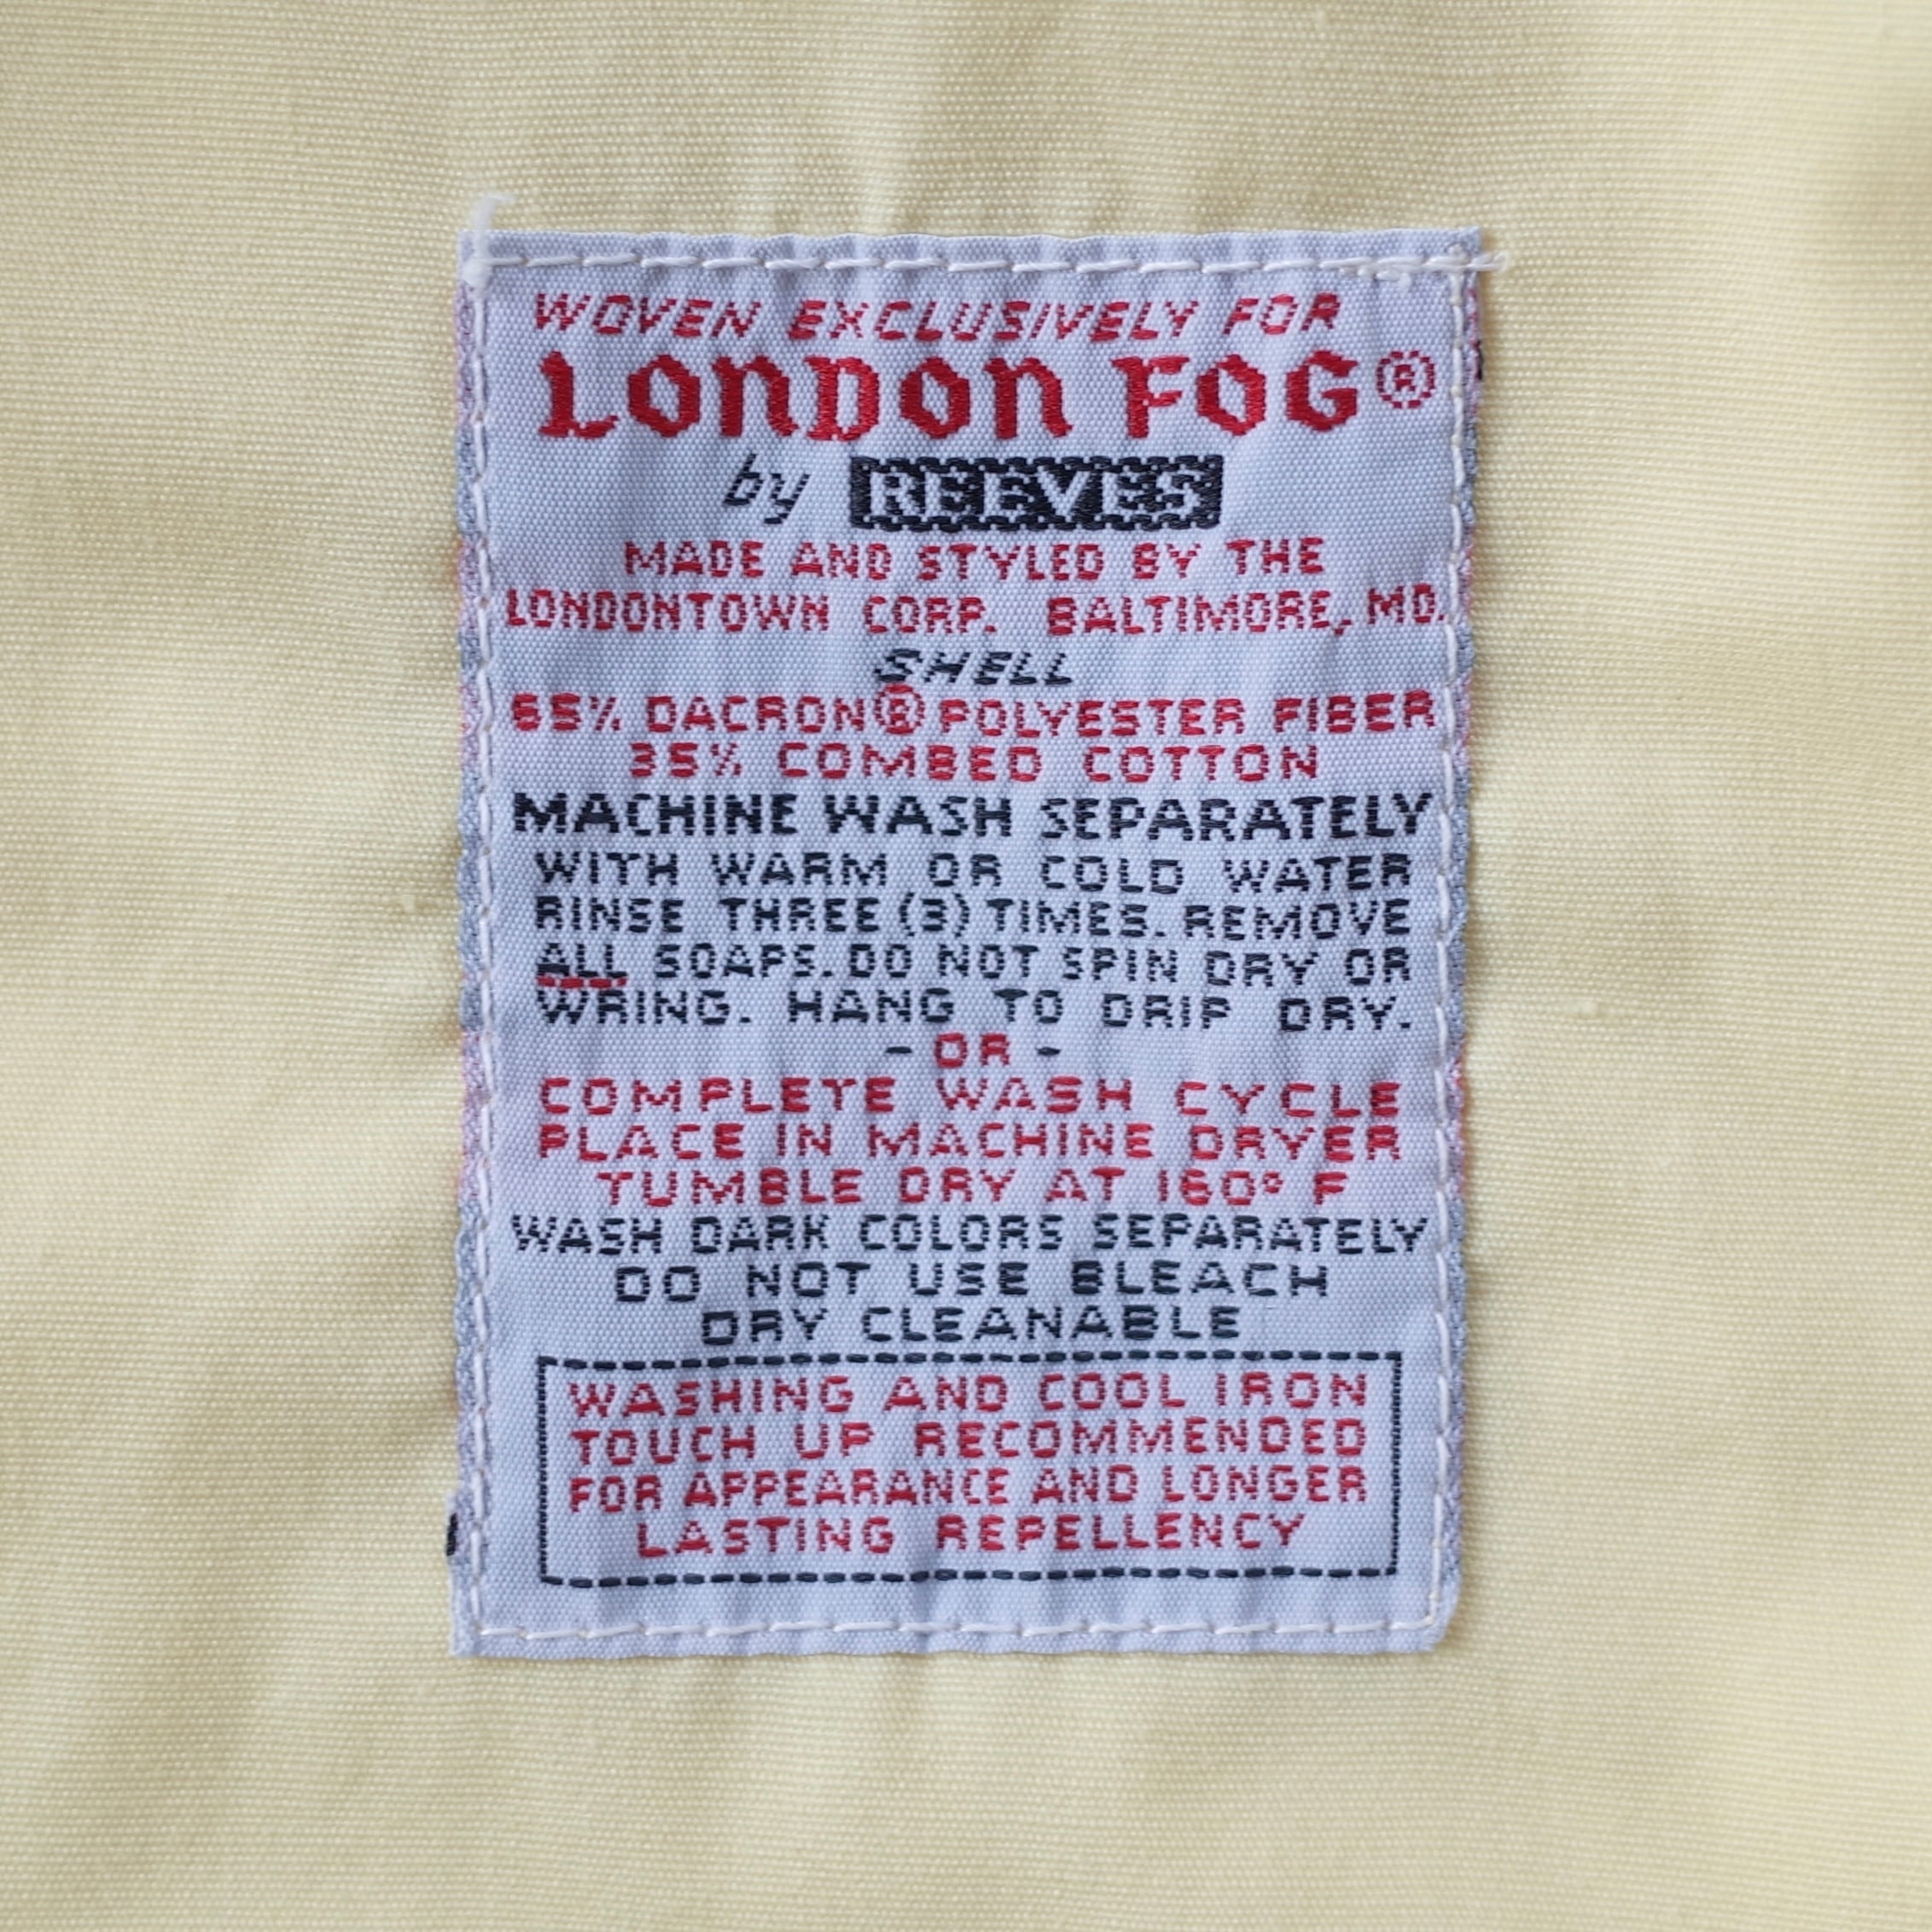 WOVEN EXCLUSIVELY FOR
LONDON FOG®
by REEVES
MADE AND STYLED BY THE
LONDONTOWN CORP. BALTIMORE, MD.
SHELL
65% DACRON® POLYESTER FIBER
35% COMBED COTTON
MACHINE WASH SEPARATELY
WITH WARM OR COLD WATER
RINSE THREE (3) TIMES. REMOVE
ALL SOAPS. DO NOT SPIN DRY OR
WRING. HANG TO DRIP DRY.
- OR -
COMPLETE WASH CYCLE
PLACE IN MACHINE DRYER
TUMBLE DRY AT 160° F
WASH DARK COLORS SEPARATELY
DO NOT USE BLEACH
DRY CLEANABLE
WASHING AND COOL IRON
TOUCH UP RECOMMENDED
FOR APPEARANCE AND LONGER
LASTING REPELLENCY